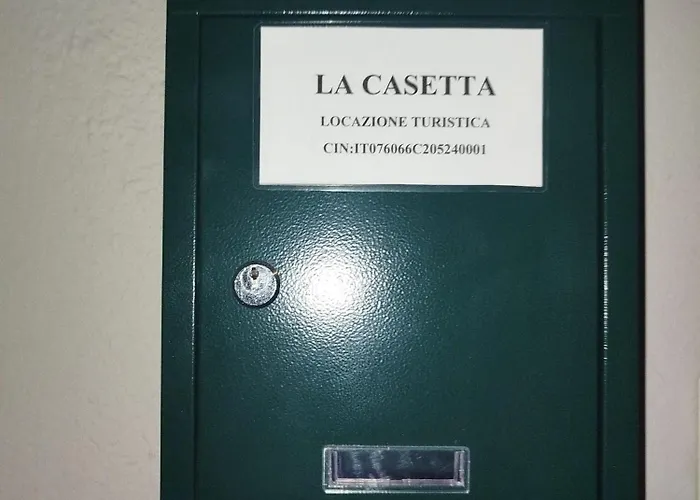 LA CASETTA
LOCAZIONE TURISTICA
CIN:IT076066C205240001